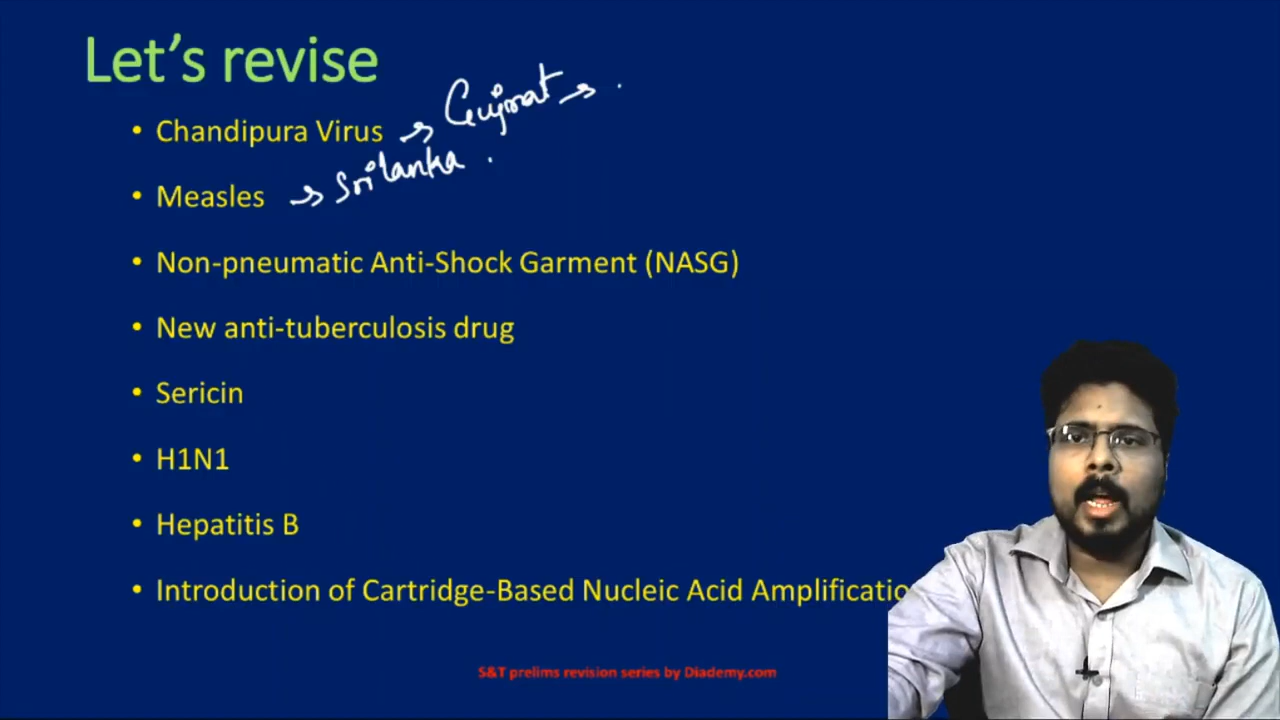 Let's revise
• Chandipura Virus → Gujarat →
• Measles → Srilanka
• Non-pneumatic Anti-Shock Garment (NASG)
• New anti-tuberculosis drug
• Sericin
• H1N1
• Hepatitis B
• Introduction of Cartridge-Based Nucleic Acid Amplificatio
S&T prelims revision series by Diademy.com